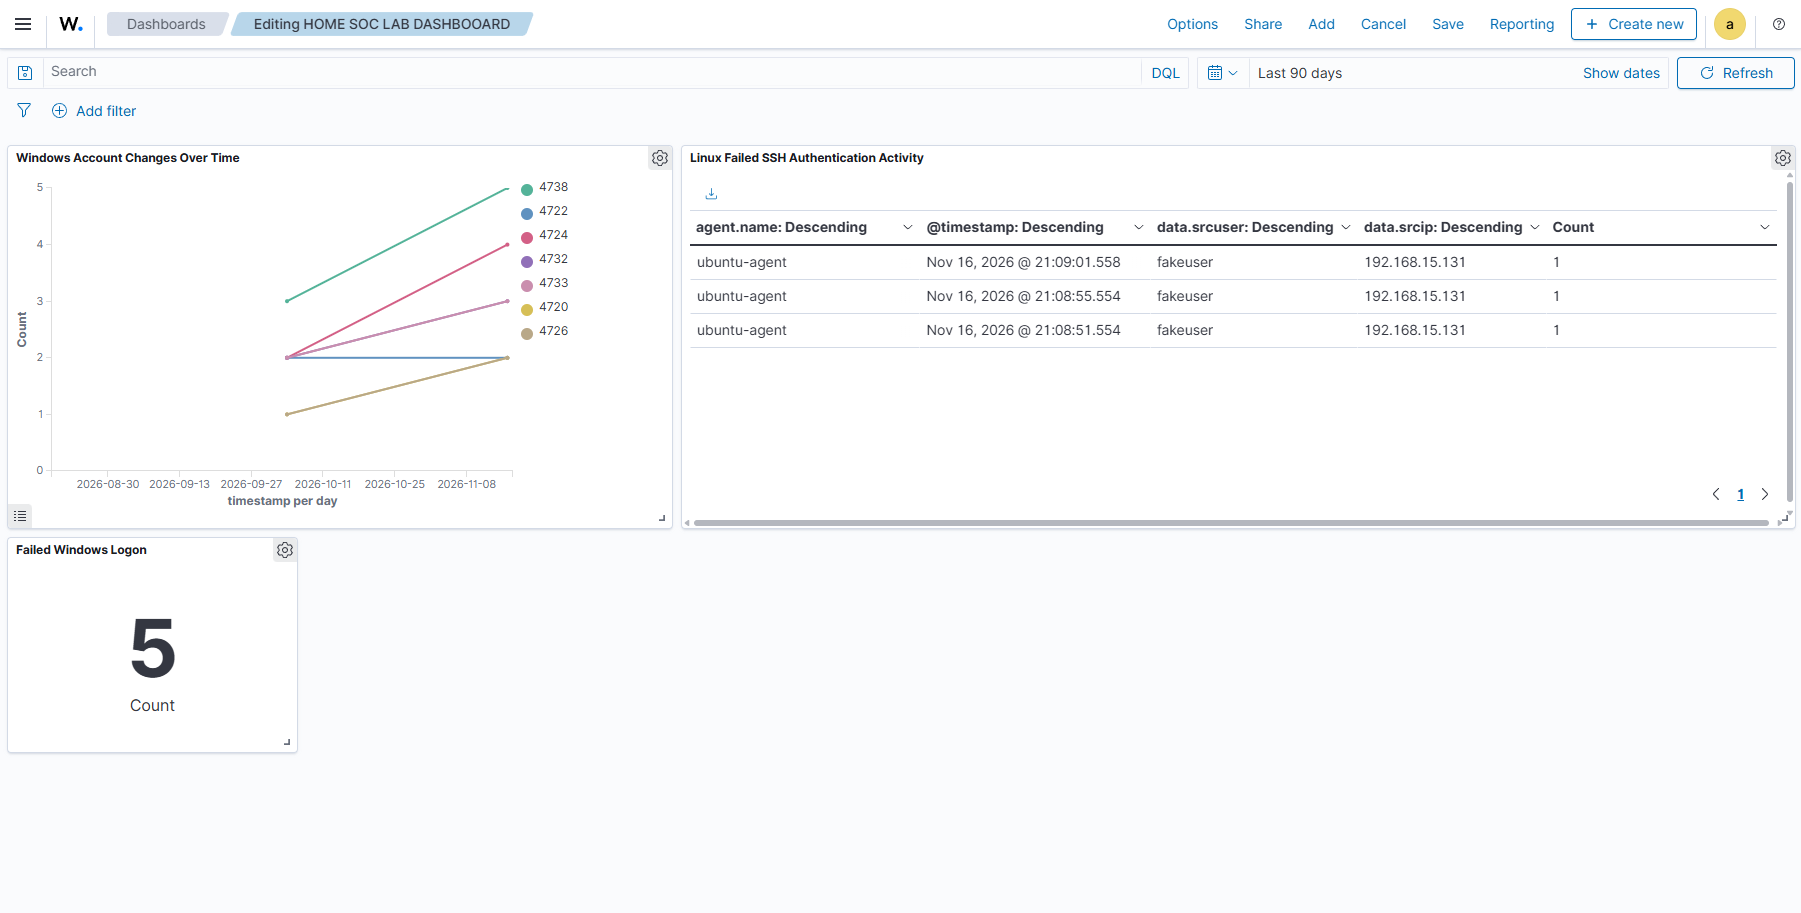 W.
Dashboards
Editing HOME SOC LAB DASHBOOARD
Options
Share
Add
Cancel
Save
Reporting
Create new
a
Search
DQL
Last 90 days
Show dates
Refresh
Add filter
Windows Account Changes Over Time
5
4
3
2
1
0
Count
2026-08-30 2026-09-13 2026-09-27 2026-10-11 2026-10-25 2026-11-08
timestamp per day
4738
4722
4724
4732
4733
4720
4726
Linux Failed SSH Authentication Activity
agent.name: Descending @timestamp: Descending data.srcuser: Descending data.srcip: Descending Count
ubuntu-agent Nov 16, 2026 @ 21:09:01.558 fakeuser 192.168.15.131 1
ubuntu-agent Nov 16, 2026 @ 21:08:55.554 fakeuser 192.168.15.131 1
ubuntu-agent Nov 16, 2026 @ 21:08:51.554 fakeuser 192.168.15.131 1
1
Failed Windows Logon
5
Count